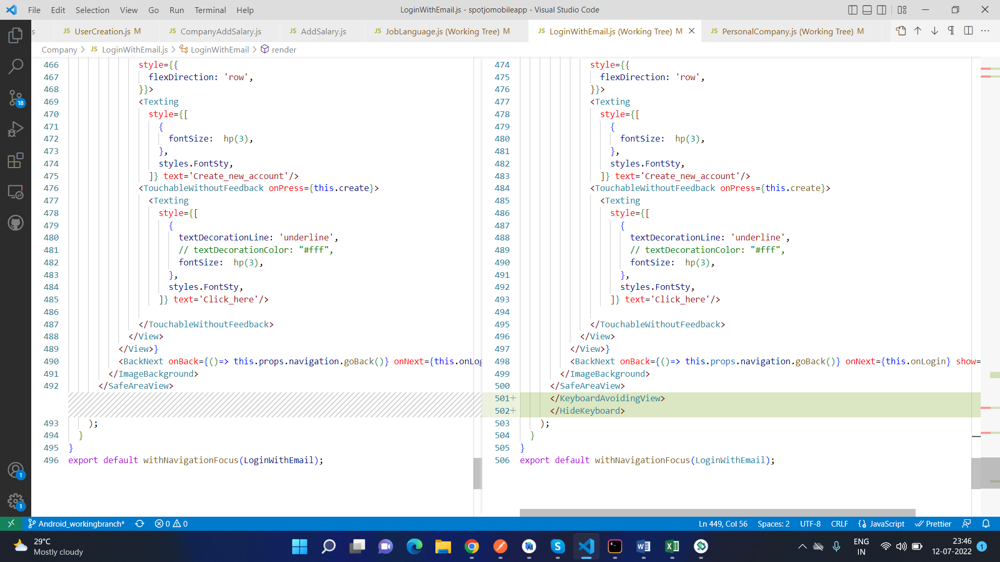 File Edit Selection View Go Run Terminal Help
LoginWithEmail.js - spotjomobileapp - Visual Studio Code
s
JS UserCreation.js M
JS CompanyAddSalary.js
JS AddSalary.js
JS JobLanguage.js (Working Tree) M
JS LoginWithEmail.js (Working Tree) M
JS PersonalCompany.js (Working Tree) M
Company > JS LoginWithEmail.js > LoginWithEmail > render
466 style={{
467 flexDirection: 'row',
468 }}>
469 <Texting
470 style={[
471 {
472 fontSize:  hp(3),
473 },
474 styles.FontSty,
475 ]} text='Create_new_account'/>
476 <TouchableWithoutFeedback onPress={this.create}>
477 <Texting
478 style={[
479 {
480 textDecorationLine: 'underline',
481 // textDecorationColor: "#fff",
482 fontSize:  hp(3),
483 },
484 styles.FontSty,
485 ]} text='Click_here'/>
486
487 </TouchableWithoutFeedback>
488 </View>
489 </View>}
490 <BackNext onBack={()=> this.props.navigation.goBack()} onNext={this.onLog
491 </ImageBackground>
492 </SafeAreaView>
493 );
494 }
495 }
496 export default withNavigationFocus(LoginWithEmail);
474 style={{
475 flexDirection: 'row',
476 }}>
477 <Texting
478 style={[
479 {
480 fontSize:  hp(3),
481 },
482 styles.FontSty,
483 ]} text='Create_new_account'/>
484 <TouchableWithoutFeedback onPress={this.create}>
485 <Texting
486 style={[
487 {
488 textDecorationLine: 'underline',
489 // textDecorationColor: "#fff",
490 fontSize:  hp(3),
491 },
492 styles.FontSty,
493 ]} text='Click_here'/>
494
495 </TouchableWithoutFeedback>
496 </View>
497 </View>}
498 <BackNext onBack={()=> this.props.navigation.goBack()} onNext={this.onLogin} show=
499 </ImageBackground>
500 </SafeAreaView>
501+ </KeyboardAvoidingView>
502+ </HideKeyboard>
503 );
504 }
505 }
506 export default withNavigationFocus(LoginWithEmail);
18
1
1
Android_workingbranch* 0 0
Ln 449, Col 56 Spaces: 2 UTF-8 CRLF JavaScript Prettier
29°C
Mostly cloudy
ENG
IN
23:46
12-07-2022
1